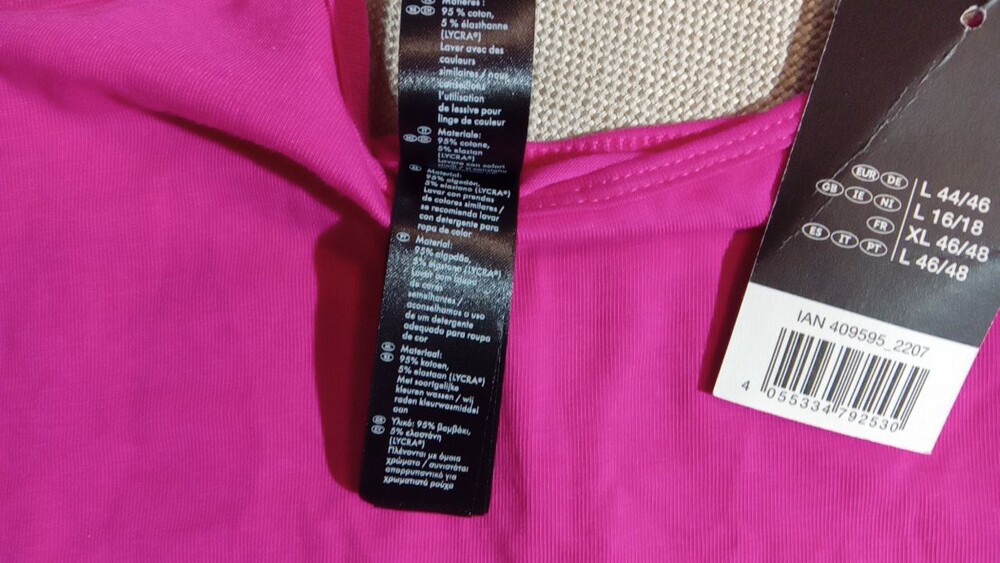 Matières :
95 % coton,
5 % élasthanne
(LYCRA®)
Laver avec des
couleurs
similaires / nous
conseillons
l'utilisation
de lessive pour
linge de couleur
IT
Materiale:
95% cotone,
5% elastan
(LYCRA®)
Lavare con colori
ES
Material:
95% algodón,
5% elastano (LYCRA®)
Lavar con prendas
de colores similares /
se recomienda lavar
con detergente para
ropa de color
PT
Material:
95% algodão,
5% elastano (LYCRA®)
Lavar com
de cores
semelhantes /
aconselhamos o uso
de um detergente
adequado para roupa
de cor
Materiaal:
95% katoen,
5% elastaan (LYCRA®)
Met soortgelijke
kleuren wassen / wij
raden kleurwasmiddel
aan
Υλικό: 95% βαμβάκι,
5% ελαστάνη
(LYCRA®)
Πλένονται με όμοια
χρώματα / συνιστάται
απορρυπαντικό για
χρωματιστά ρούχα
EUR DE L 44/46
GB IE NI L 16/18
FR XL 46/48
ES IT PT L 46/48
IAN 409595_2207
4 055334 792530